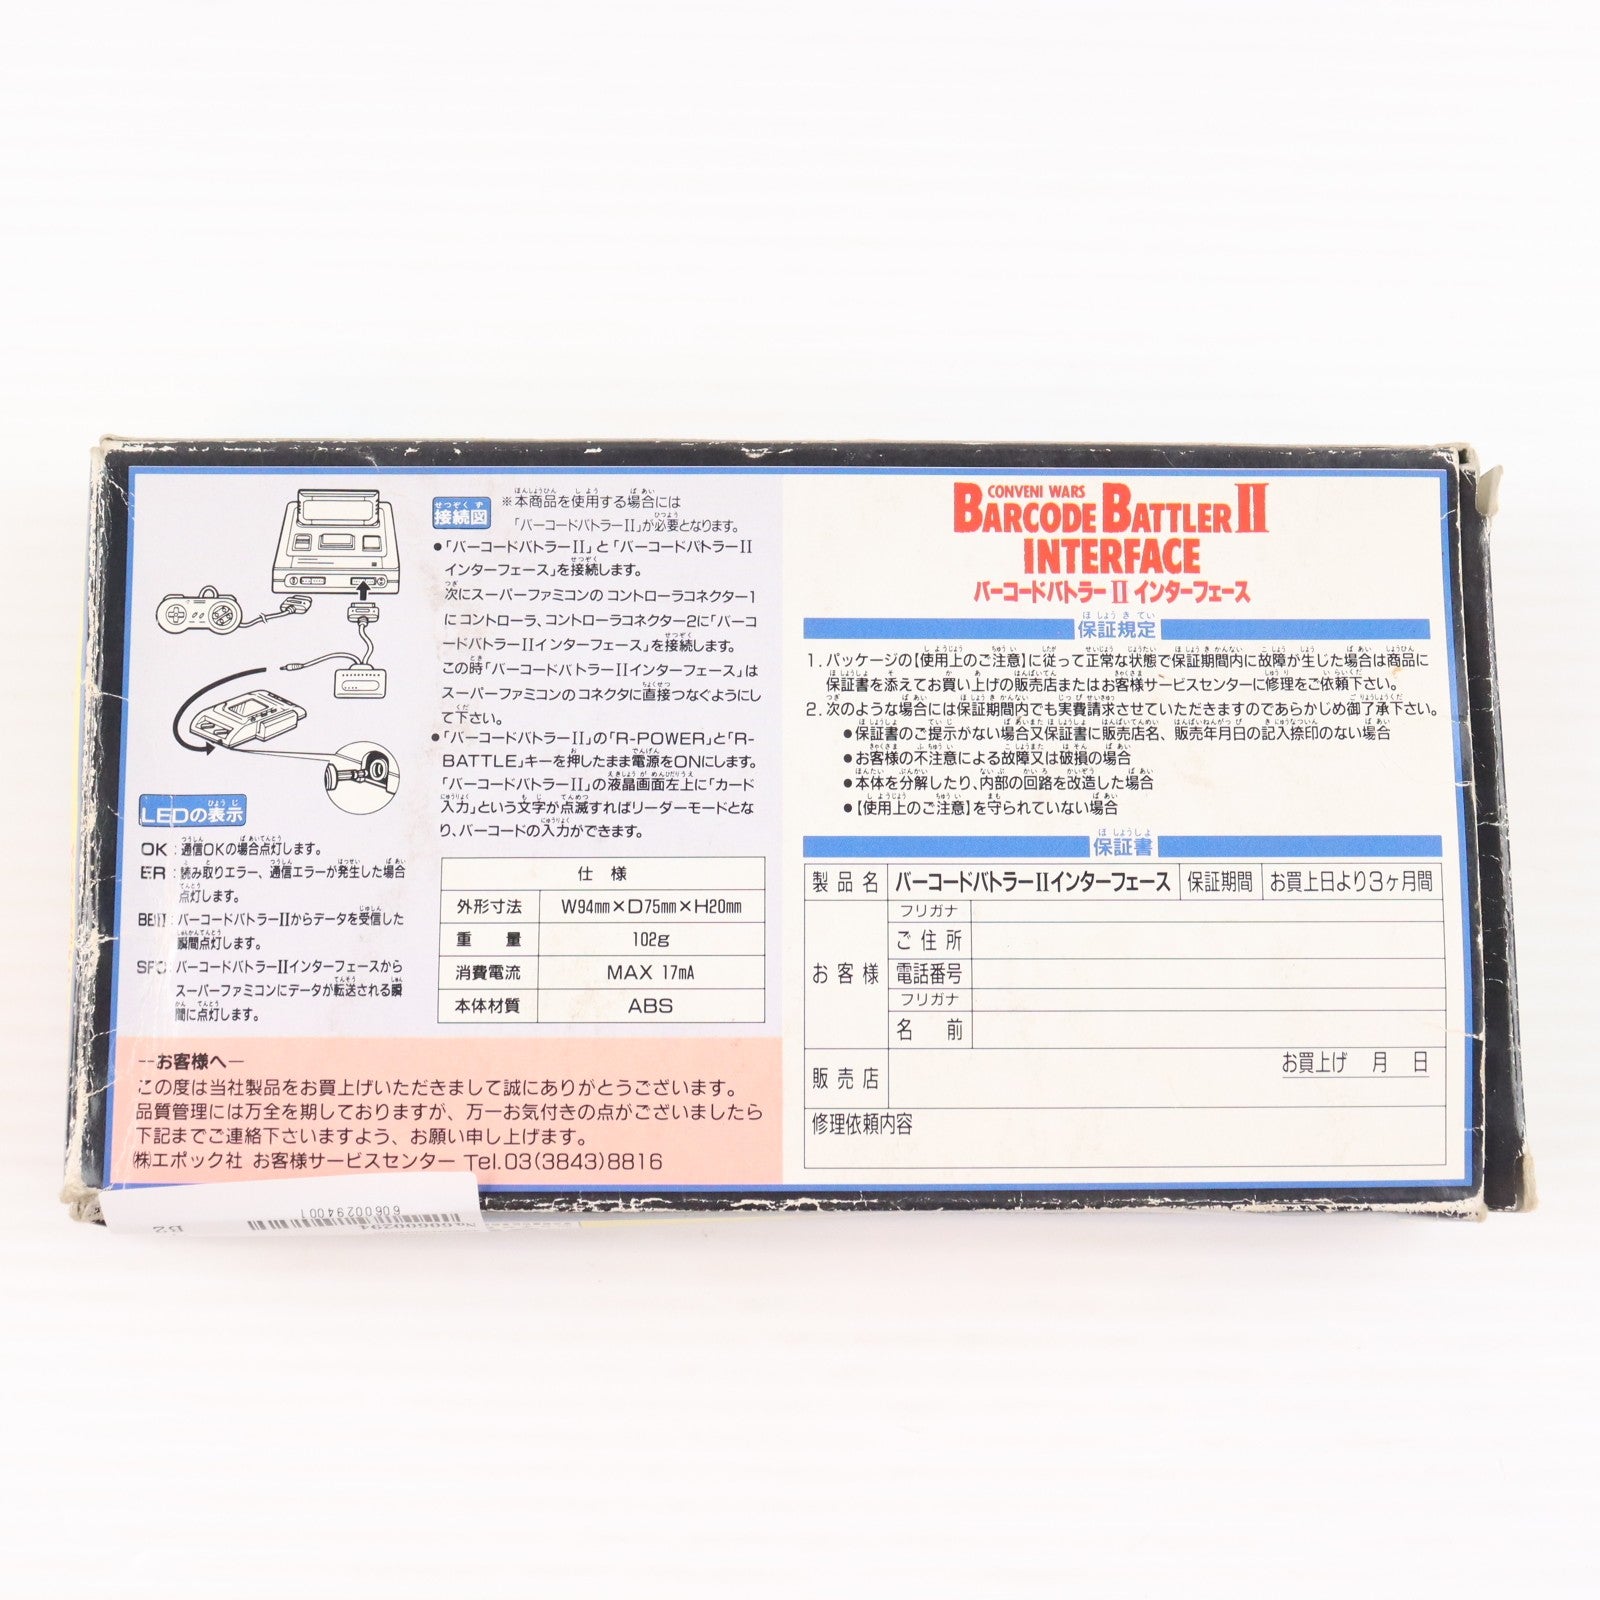 接続図
※本商品を使用する場合には
「バーコードバトラーII」が必要となります。
●「バーコードバトラーII」と「バーコードバトラーII
インターフェース」を接続します。
次にスーパーファミコンのコントローラコネクター1
にコントローラ、コントローラコネクター2に「バーコ
ードバトラーIIインターフェース」を接続します。
この時「バーコードバトラーIIインターフェース」は
スーパーファミコンのコネクタに直接つなぐようにし
て下さい。
●「バーコードバトラーII」の「R-POWER」と「R-
BATTLE」キーを押したまま電源をONにします。
「バーコードバトラーII」の液晶画面左上に「カード
入力」という文字が点滅すればリーダーモードとな
り、バーコードの入力ができます。
LEDの表示
OK：通信OKの場合点灯します。
ER：読み取りエラー、通信エラーが発生した場合
点灯します。
BBII：バーコードバトラーIIからデータを受信した
瞬間点灯します。
SFC：バーコードバトラーIIインターフェースから
スーパーファミコンにデータが転送される瞬
間に点灯します。
仕様
外形寸法 W94mm×D75mm×H20mm
重量 102g
消費電流 MAX 17mA
本体材質 ABS
―お客様へ―
この度は当社製品をお買上げいただきまして誠にありがとうございます。
品質管理には万全を期しておりますが、万一お気付きの点がございましたら
下記までご連絡下さいますよう、お願い申し上げます。
㈱エポック社 お客様サービスセンター Tel.03(3843)8816
CONVENI WARS
BARCODE BATTLER II
INTERFACE
バーコードバトラーIIインターフェース
保証規定
1. パッケージの【使用上のご注意】に従って正常な状態で保証期間内に故障が生じた場合は商品に
保証書を添えてお買い上げの販売店またはお客様サービスセンターに修理をご依頼下さい。
2. 次のような場合には保証期間内でも実費請求させていただきますのであらかじめ御了承下さい。
●保証書のご提示がない場合又保証書に販売店名、販売年月日の記入捺印のない場合
●お客様の不注意による故障又は破損の場合
●本体を分解したり、内部の回路を改造した場合
●【使用上のご注意】を守られていない場合
保証書
製品名 バーコードバトラーIIインターフェース 保証期間 お買上日より3ヶ月間
お客様
フリガナ
ご住所
電話番号
フリガナ
名前
販売店
お買上げ 月 日
修理依頼内容
606000294001